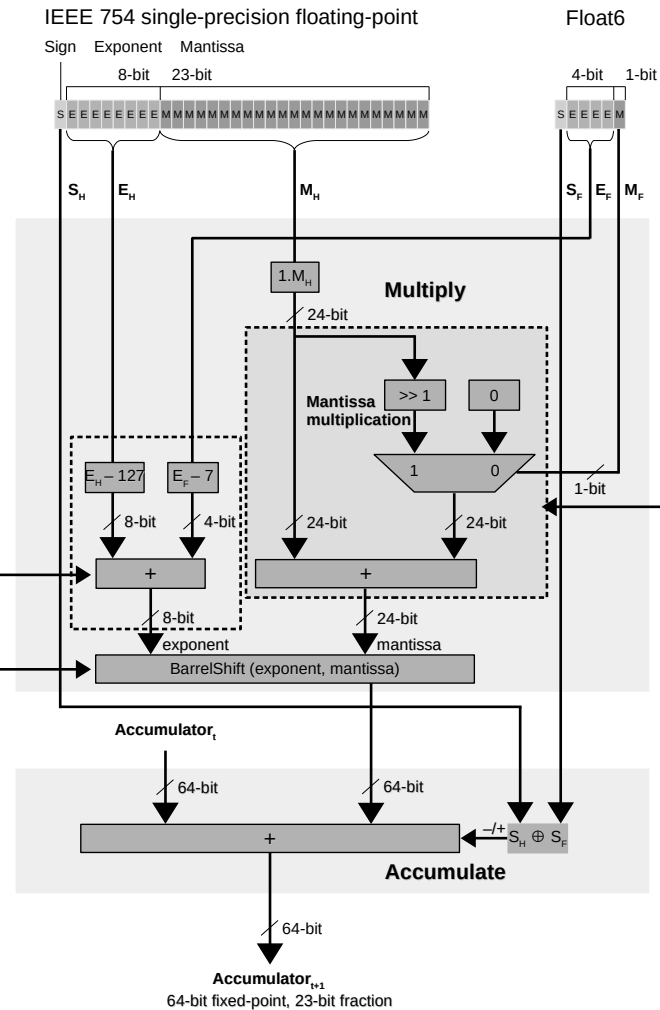 IEEE 754 single-precision floating-point
Float6
Sign Exponent Mantissa
8-bit 23-bit
4-bit 1-bit
S E E E E E E E E M M M M M M M M M M M M M M M M M M M M M M M
S E E E E M
S_H E_H M_H
S_F E_F M_F
1.M_H
Multiply
24-bit
>> 1 0
Mantissa
multiplication
1 0
1-bit
E_H – 127 E_F – 7
8-bit 4-bit 24-bit 24-bit
+ +
8-bit 24-bit
exponent mantissa
BarrelShift (exponent, mantissa)
Accumulator_t
64-bit 64-bit
+
–/+
S_H ⊕ S_F
Accumulate
64-bit
Accumulator_t+1
64-bit fixed-point, 23-bit fraction